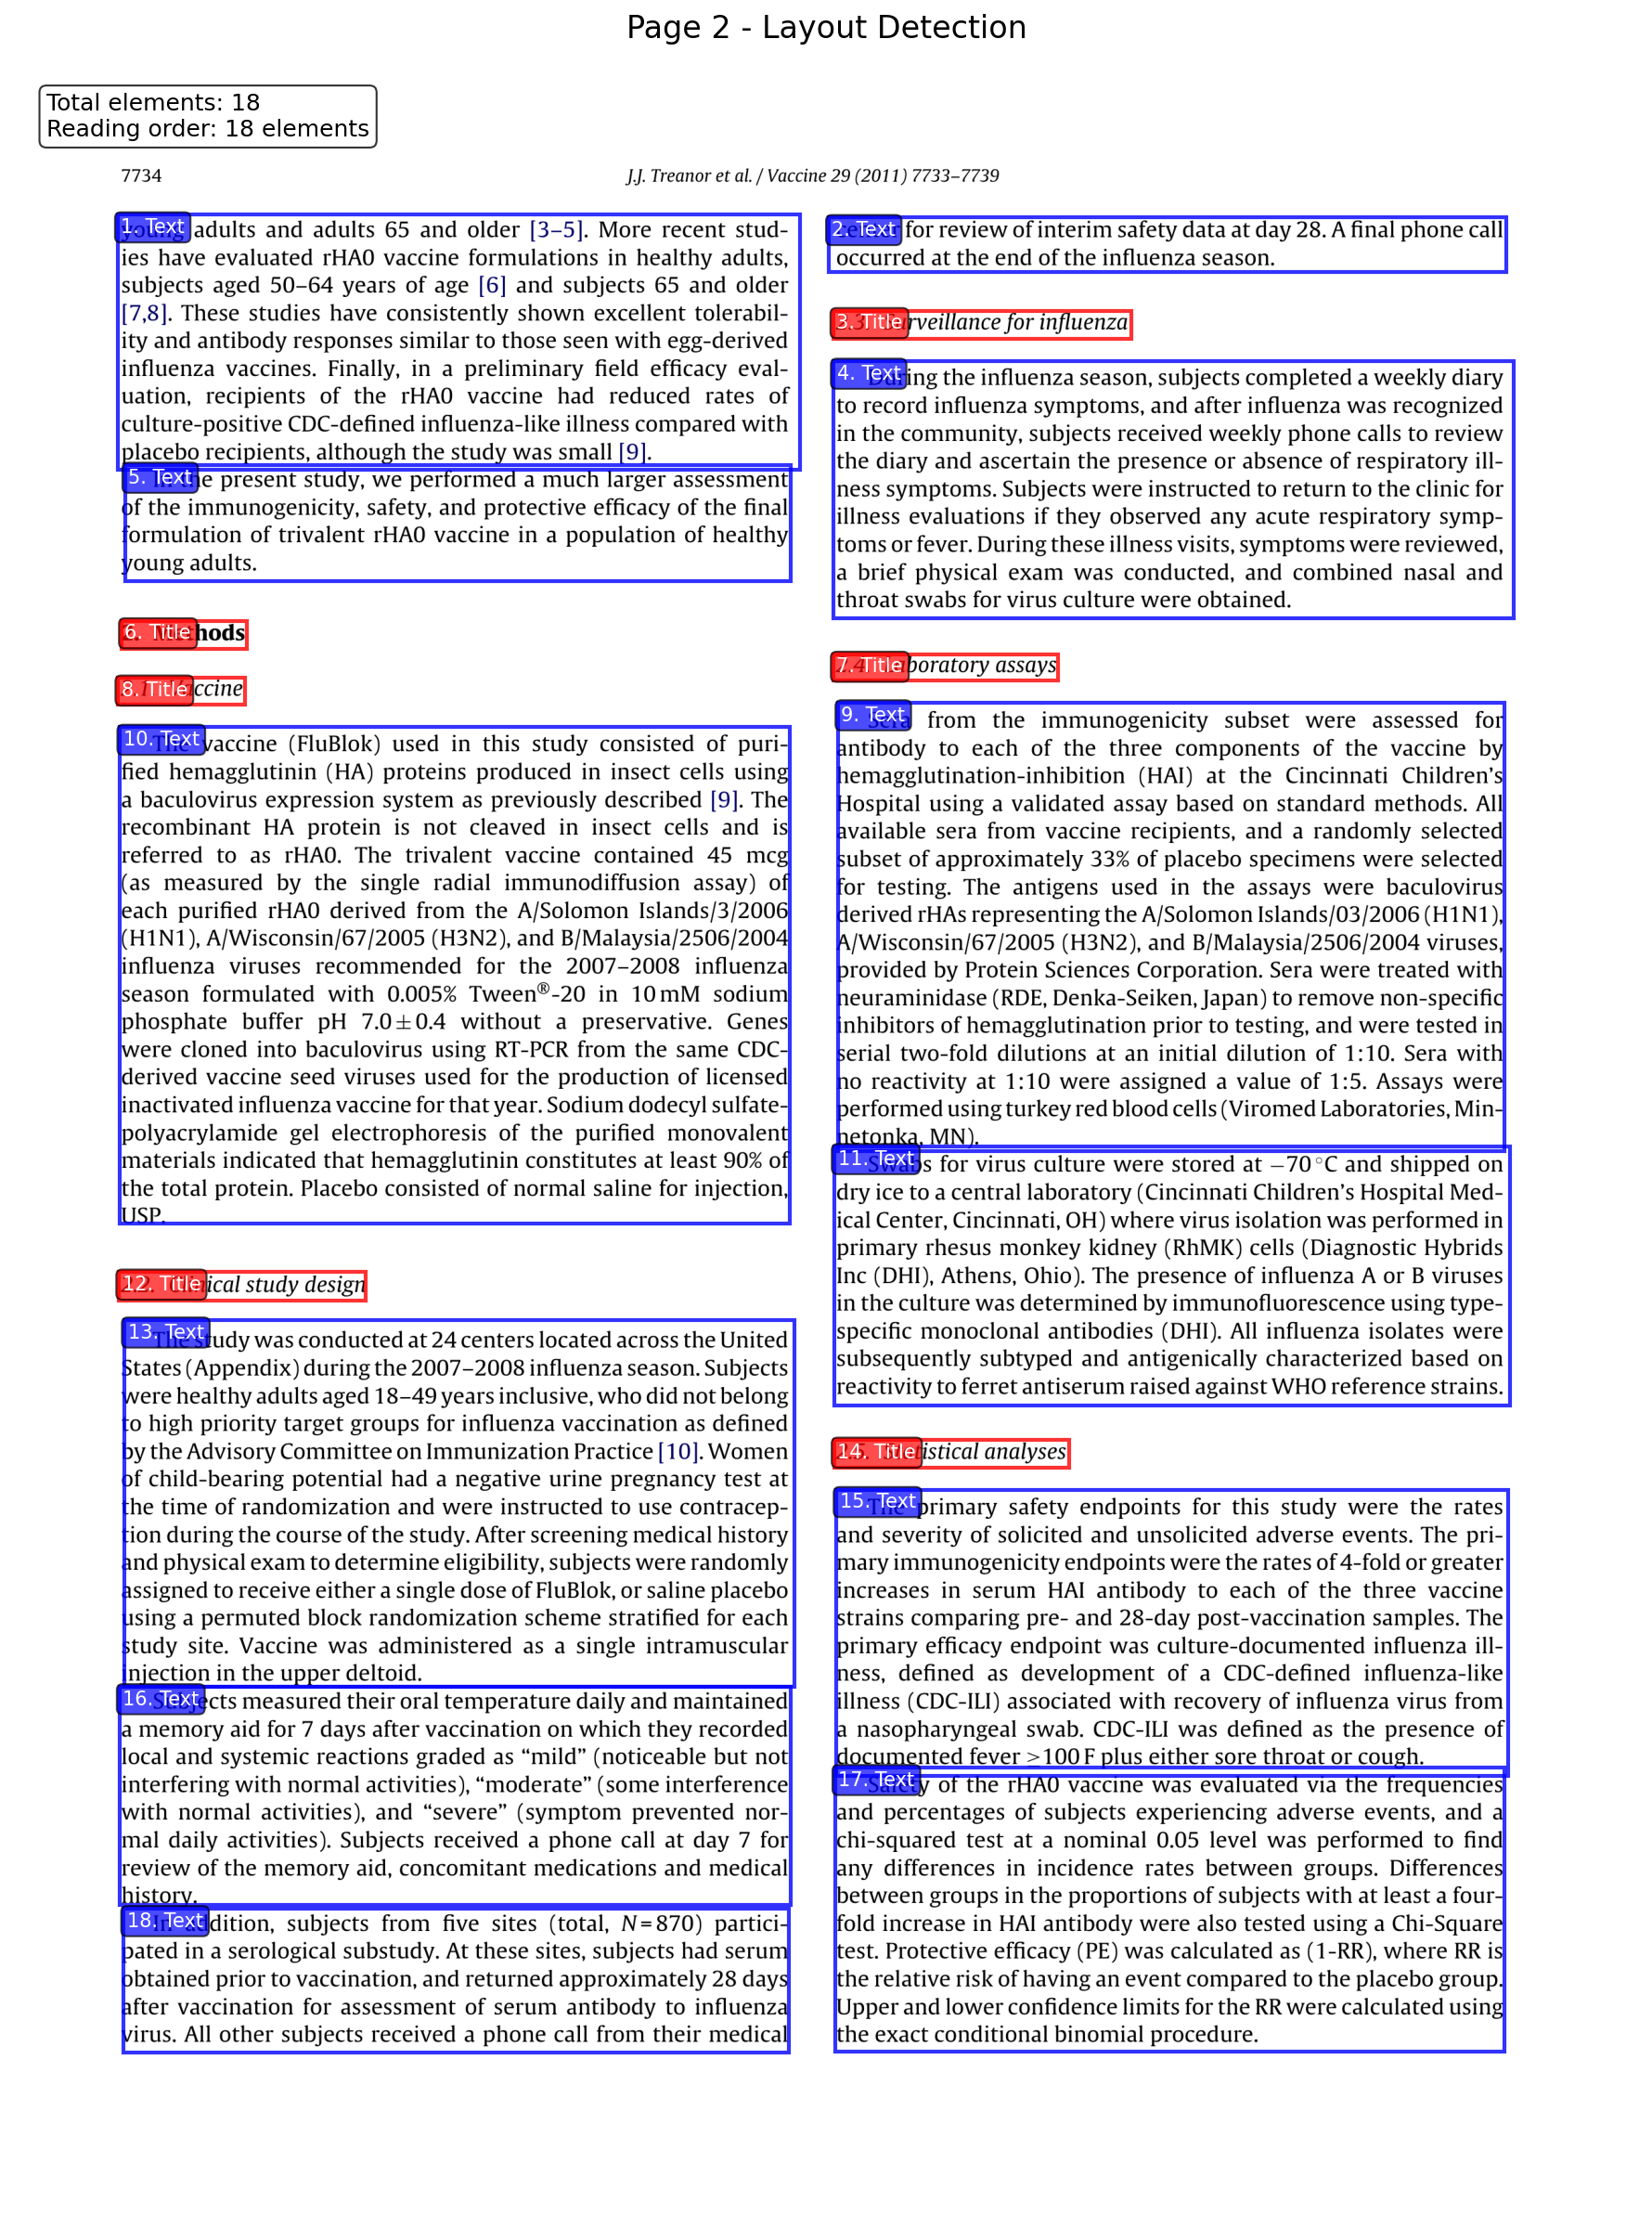 Page 2 - Layout Detection
Total elements: 18
Reading order: 18 elements
7734
J.J. Treanor et al. / Vaccine 29 (2011) 7733–7739
1. Text adults and adults 65 and older [3–5]. More recent stud-
ies have evaluated rHA0 vaccine formulations in healthy adults,
subjects aged 50–64 years of age [6] and subjects 65 and older
[7,8]. These studies have consistently shown excellent tolerabil-
ity and antibody responses similar to those seen with egg-derived
influenza vaccines. Finally, in a preliminary field efficacy eval-
uation, recipients of the rHA0 vaccine had reduced rates of
culture-positive CDC-defined influenza-like illness compared with
placebo recipients, although the study was small [9].
5. Text the present study, we performed a much larger assessment
of the immunogenicity, safety, and protective efficacy of the final
formulation of trivalent rHA0 vaccine in a population of healthy
young adults.
6. Title Methods
8. Title Vaccine
10. Text The vaccine (FluBlok) used in this study consisted of puri-
fied hemagglutinin (HA) proteins produced in insect cells using
a baculovirus expression system as previously described [9]. The
recombinant HA protein is not cleaved in insect cells and is
referred to as rHA0. The trivalent vaccine contained 45 mcg
(as measured by the single radial immunodiffusion assay) of
each purified rHA0 derived from the A/Solomon Islands/3/2006
(H1N1), A/Wisconsin/67/2005 (H3N2), and B/Malaysia/2506/2004
influenza viruses recommended for the 2007–2008 influenza
season formulated with 0.005% Tween®-20 in 10 mM sodium
phosphate buffer pH 7.0 ± 0.4 without a preservative. Genes
were cloned into baculovirus using RT-PCR from the same CDC-
derived vaccine seed viruses used for the production of licensed
inactivated influenza vaccine for that year. Sodium dodecyl sulfate-
polyacrylamide gel electrophoresis of the purified monovalent
materials indicated that hemagglutinin constitutes at least 90% of
the total protein. Placebo consisted of normal saline for injection,
USP.
12. Title Clinical study design
13. Text The study was conducted at 24 centers located across the United
States (Appendix) during the 2007–2008 influenza season. Subjects
were healthy adults aged 18–49 years inclusive, who did not belong
to high priority target groups for influenza vaccination as defined
by the Advisory Committee on Immunization Practice [10]. Women
of child-bearing potential had a negative urine pregnancy test at
the time of randomization and were instructed to use contracep-
tion during the course of the study. After screening medical history
and physical exam to determine eligibility, subjects were randomly
assigned to receive either a single dose of FluBlok, or saline placebo
using a permuted block randomization scheme stratified for each
study site. Vaccine was administered as a single intramuscular
injection in the upper deltoid.
16. Text Subjects measured their oral temperature daily and maintained
a memory aid for 7 days after vaccination on which they recorded
local and systemic reactions graded as “mild” (noticeable but not
interfering with normal activities), “moderate” (some interference
with normal activities), and “severe” (symptom prevented nor-
mal daily activities). Subjects received a phone call at day 7 for
review of the memory aid, concomitant medications and medical
history.
18. Text In addition, subjects from five sites (total, N = 870) partici-
pated in a serological substudy. At these sites, subjects had serum
obtained prior to vaccination, and returned approximately 28 days
after vaccination for assessment of serum antibody to influenza
virus. All other subjects received a phone call from their medical
2. Text for review of interim safety data at day 28. A final phone call
occurred at the end of the influenza season.
3. Title Surveillance for influenza
4. Text During the influenza season, subjects completed a weekly diary
to record influenza symptoms, and after influenza was recognized
in the community, subjects received weekly phone calls to review
the diary and ascertain the presence or absence of respiratory ill-
ness symptoms. Subjects were instructed to return to the clinic for
illness evaluations if they observed any acute respiratory symp-
toms or fever. During these illness visits, symptoms were reviewed,
a brief physical exam was conducted, and combined nasal and
throat swabs for virus culture were obtained.
7. Title Laboratory assays
9. Text Sera from the immunogenicity subset were assessed for
antibody to each of the three components of the vaccine by
hemagglutination-inhibition (HAI) at the Cincinnati Children’s
Hospital using a validated assay based on standard methods. All
available sera from vaccine recipients, and a randomly selected
subset of approximately 33% of placebo specimens were selected
for testing. The antigens used in the assays were baculovirus
derived rHAs representing the A/Solomon Islands/03/2006 (H1N1),
A/Wisconsin/67/2005 (H3N2), and B/Malaysia/2506/2004 viruses,
provided by Protein Sciences Corporation. Sera were treated with
neuraminidase (RDE, Denka-Seiken, Japan) to remove non-specific
inhibitors of hemagglutination prior to testing, and were tested in
serial two-fold dilutions at an initial dilution of 1:10. Sera with
no reactivity at 1:10 were assigned a value of 1:5. Assays were
performed using turkey red blood cells (Viromed Laboratories, Min-
netonka, MN).
11. Text Swabs for virus culture were stored at −70 °C and shipped on
dry ice to a central laboratory (Cincinnati Children’s Hospital Med-
ical Center, Cincinnati, OH) where virus isolation was performed in
primary rhesus monkey kidney (RhMK) cells (Diagnostic Hybrids
Inc (DHI), Athens, Ohio). The presence of influenza A or B viruses
in the culture was determined by immunofluorescence using type-
specific monoclonal antibodies (DHI). All influenza isolates were
subsequently subtyped and antigenically characterized based on
reactivity to ferret antiserum raised against WHO reference strains.
14. Title Statistical analyses
15. Text The primary safety endpoints for this study were the rates
and severity of solicited and unsolicited adverse events. The pri-
mary immunogenicity endpoints were the rates of 4-fold or greater
increases in serum HAI antibody to each of the three vaccine
strains comparing pre- and 28-day post-vaccination samples. The
primary efficacy endpoint was culture-documented influenza ill-
ness, defined as development of a CDC-defined influenza-like
illness (CDC-ILI) associated with recovery of influenza virus from
a nasopharyngeal swab. CDC-ILI was defined as the presence of
documented fever ≥100 F plus either sore throat or cough.
17. Text Safety of the rHA0 vaccine was evaluated via the frequencies
and percentages of subjects experiencing adverse events, and a
chi-squared test at a nominal 0.05 level was performed to find
any differences in incidence rates between groups. Differences
between groups in the proportions of subjects with at least a four-
fold increase in HAI antibody were also tested using a Chi-Square
test. Protective efficacy (PE) was calculated as (1-RR), where RR is
the relative risk of having an event compared to the placebo group.
Upper and lower confidence limits for the RR were calculated using
the exact conditional binomial procedure.